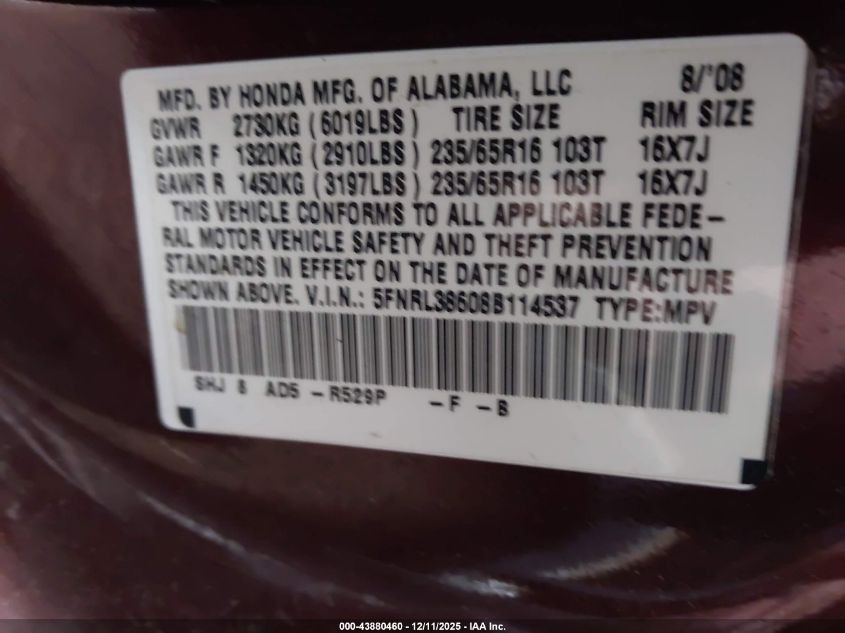 MFD. BY HONDA MFG. OF ALABAMA, LLC 8/'08
GVWR 2730KG (6019LBS) TIRE SIZE RIM SIZE
GAWR F 1320KG (2910LBS) 235/65R16 103T 16X7J
GAWR R 1450KG (3197LBS) 235/65R16 103T 16X7J
THIS VEHICLE CONFORMS TO ALL APPLICABLE FEDE-
RAL MOTOR VEHICLE SAFETY AND THEFT PREVENTION
STANDARDS IN EFFECT ON THE DATE OF MANUFACTURE
SHOWN ABOVE. V.I.N.: 5FNRL38608B114537 TYPE:MPV
SHJ 8 AD5 -R529P -F -B
000-43880460 - 12/11/2025 - IAA Inc.